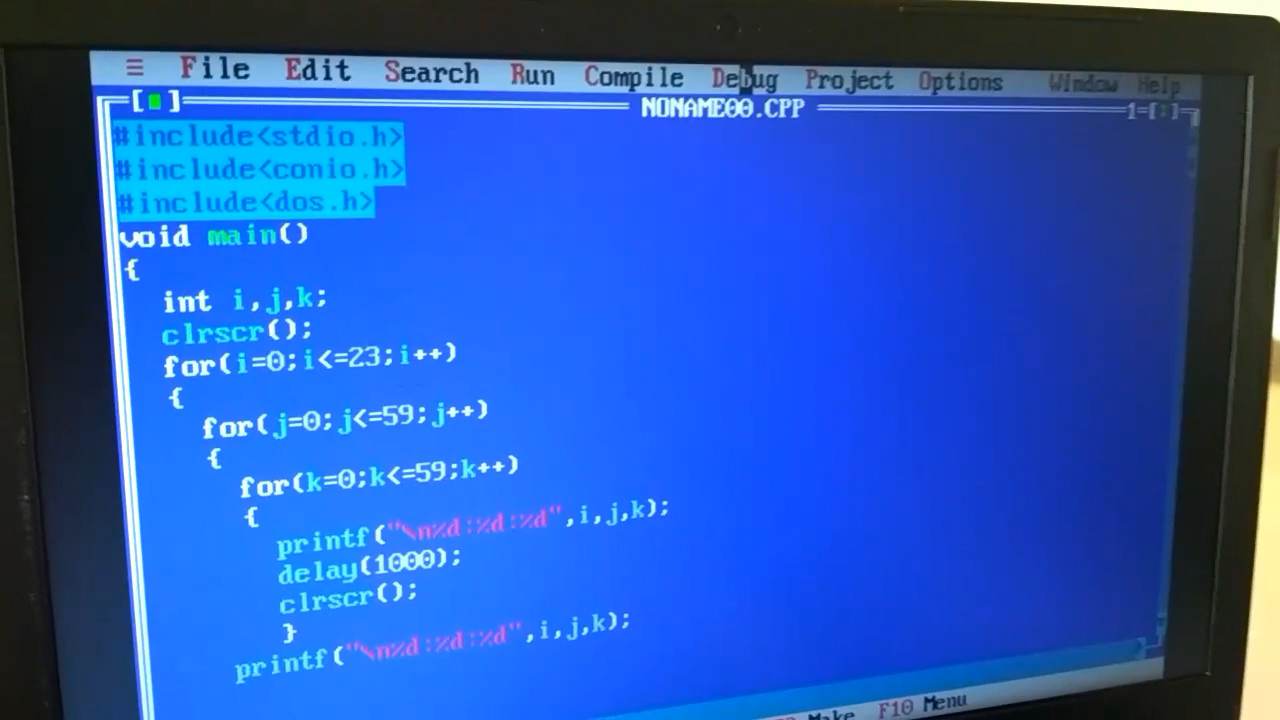 ≡ File Edit Search Run Compile Debug Project Options Window Help
[■] NONAME00.CPP 1=[↕]
#include<stdio.h>
#include<conio.h>
#include<dos.h>
void main()
{
int i,j,k;
clrscr();
for(i=0;i<=23;i++)
{
for(j=0;j<=59;j++)
{
for(k=0;k<=59;k++)
{
printf("\n%d:%d:%d",i,j,k);
delay(1000);
clrscr();
}
printf("\n%d:%d:%d",i,j,k);
Make F10 Menu